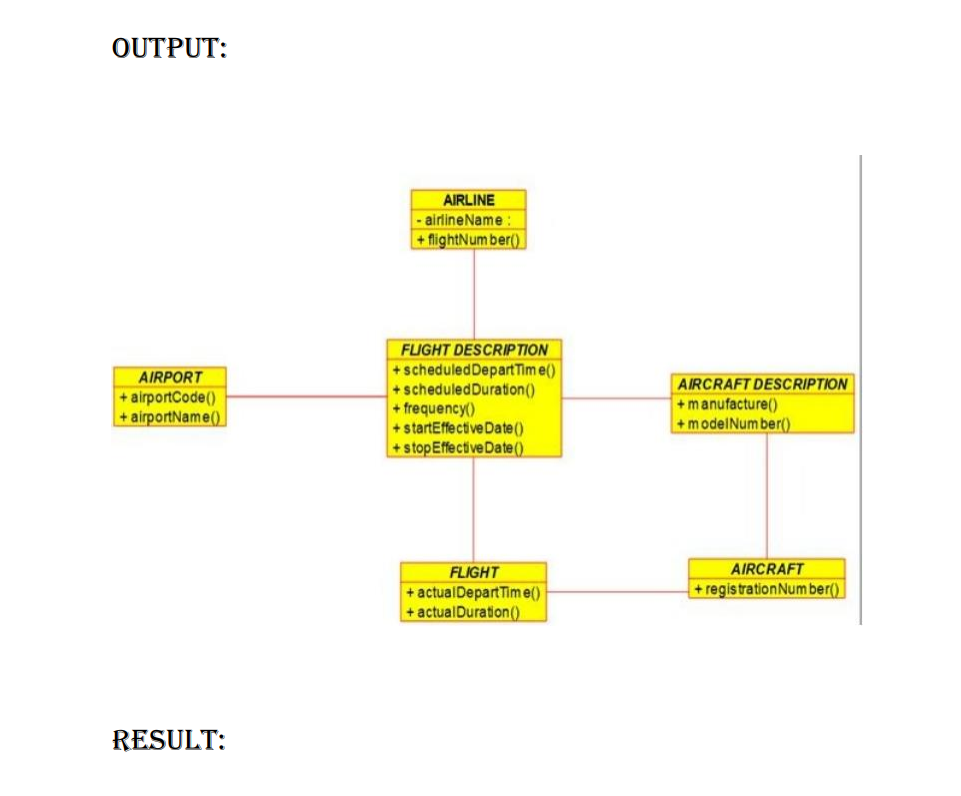 OUTPUT:
AIRLINE
- airlineName :
+ flightNumber()
FLIGHT DESCRIPTION
+ scheduledDepartTime()
+ scheduledDuration()
+ frequency()
+ startEffectiveDate()
+ stopEffectiveDate()
AIRPORT
+ airportCode()
+ airportName()
AIRCRAFT DESCRIPTION
+ manufacture()
+ modelNumber()
FLIGHT
+ actualDepartTime()
+ actualDuration()
AIRCRAFT
+ registrationNumber()
RESULT: